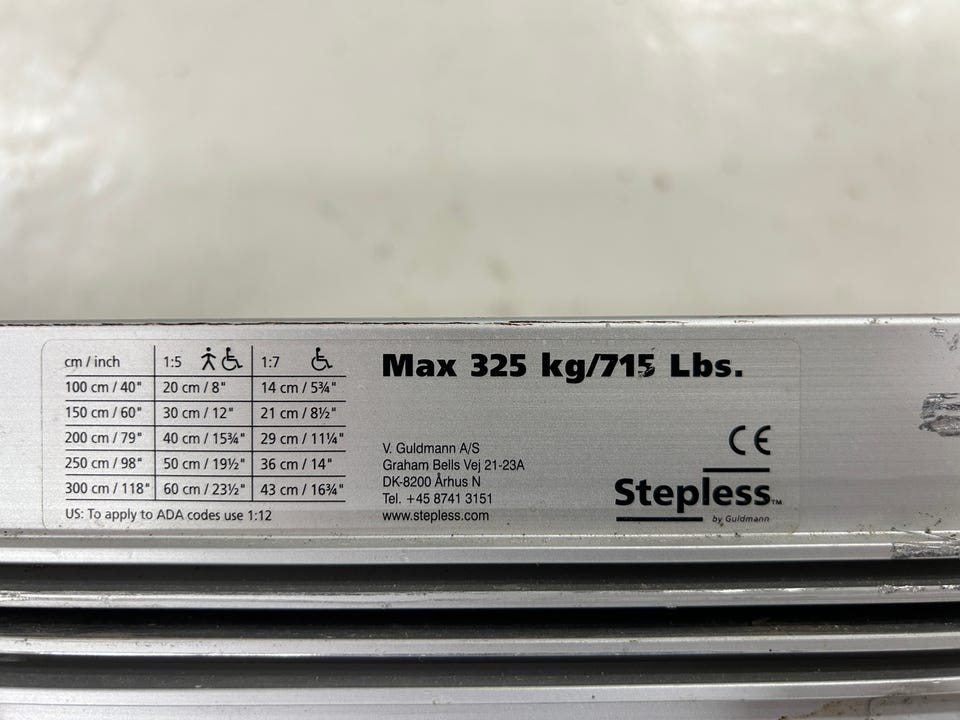 cm / inch 1:5 1:7
100 cm / 40" 20 cm / 8" 14 cm / 5¾"
150 cm / 60" 30 cm / 12" 21 cm / 8½"
200 cm / 79" 40 cm / 15¾" 29 cm / 11¼"
250 cm / 98" 50 cm / 19½" 36 cm / 14"
300 cm / 118" 60 cm / 23½" 43 cm / 16¾"
US: To apply to ADA codes use 1:12
Max 325 kg/715 Lbs.
V. Guldmann A/S
Graham Bells Vej 21-23A
DK-8200 Århus N
Tel. +45 8741 3151
www.stepless.com
CE
Stepless™
by Guldmann